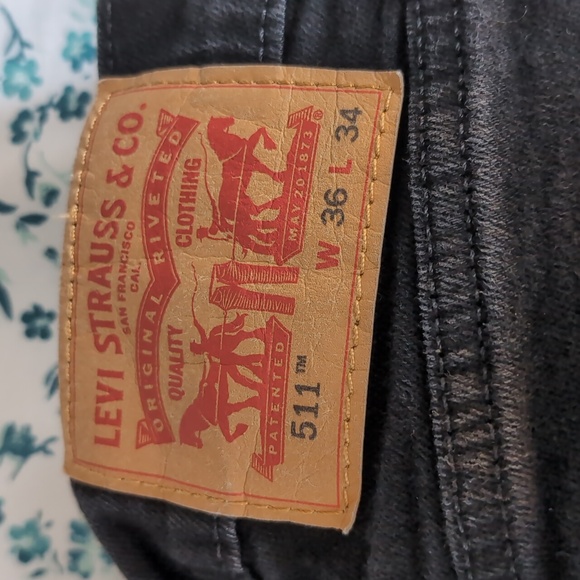 LEVI STRAUSS & CO.
SAN FRANCISCO
CAL.
ORIGINAL RIVETED
QUALITY CLOTHING
PATENTED MAY 20 1873 ®
511™ W 36 L 34